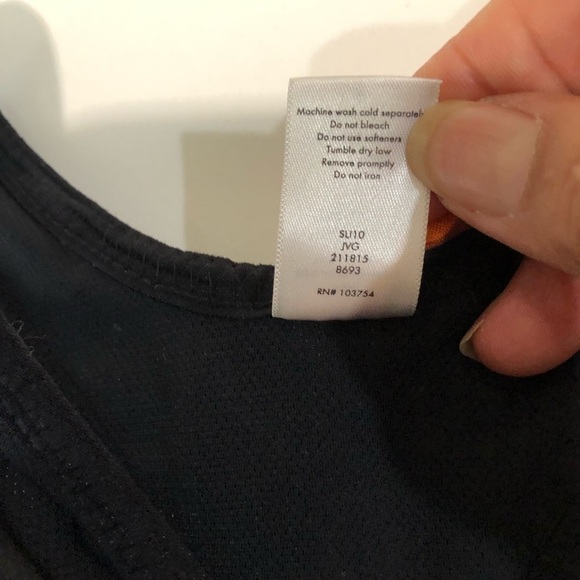 Machine wash cold separately
Do not bleach
Do not use softeners
Tumble dry low
Remove promptly
Do not iron
SU10
JVG
211815
8693
RN# 103754